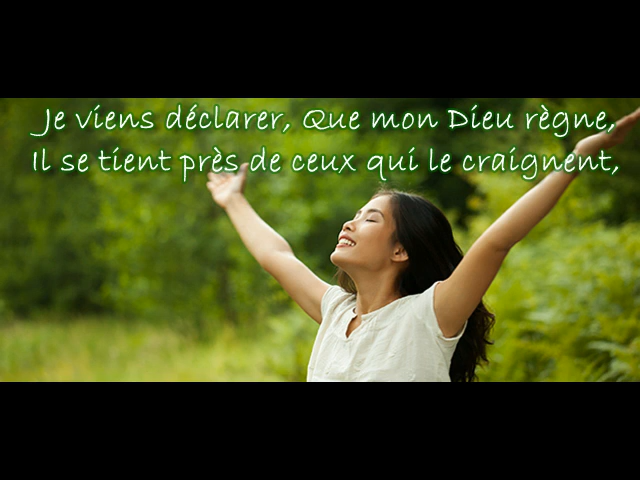 Je viens déclarer, Que mon Dieu règne,
Il se tient près de ceux qui le craignent,